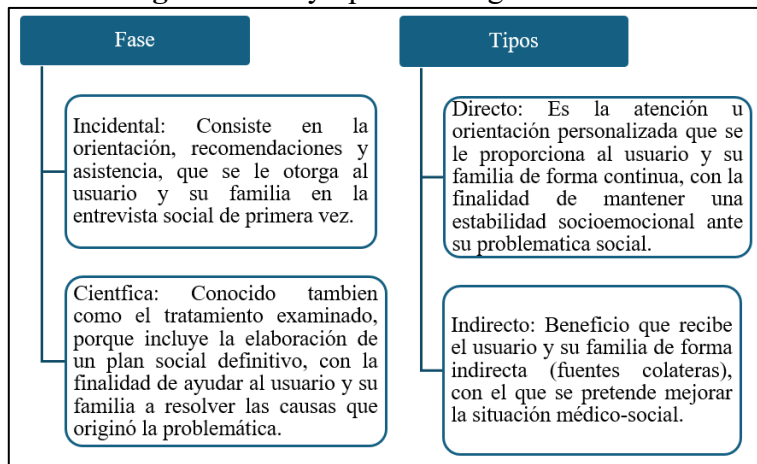 Fase
Incidental: Consiste en la
orientación, recomendaciones y
asistencia, que se le otorga al
usuario y su familia en la
entrevista social de primera vez.
Cientfica: Conocido tambien
como el tratamiento examinado,
porque incluye la elaboración de
un plan social definitivo, con la
finalidad de ayudar al usuario y su
familia a resolver las causas que
originó la problemática.
Tipos
Directo: Es la atención u
orientación personalizada que se
le proporciona al usuario y su
familia de forma continua, con la
finalidad de mantener una
estabilidad socioemocional ante
su problematica social.
Indirecto: Beneficio que recibe
el usuario y su familia de forma
indirecta (fuentes colateras),
con el que se pretende mejorar
la situación médico-social.